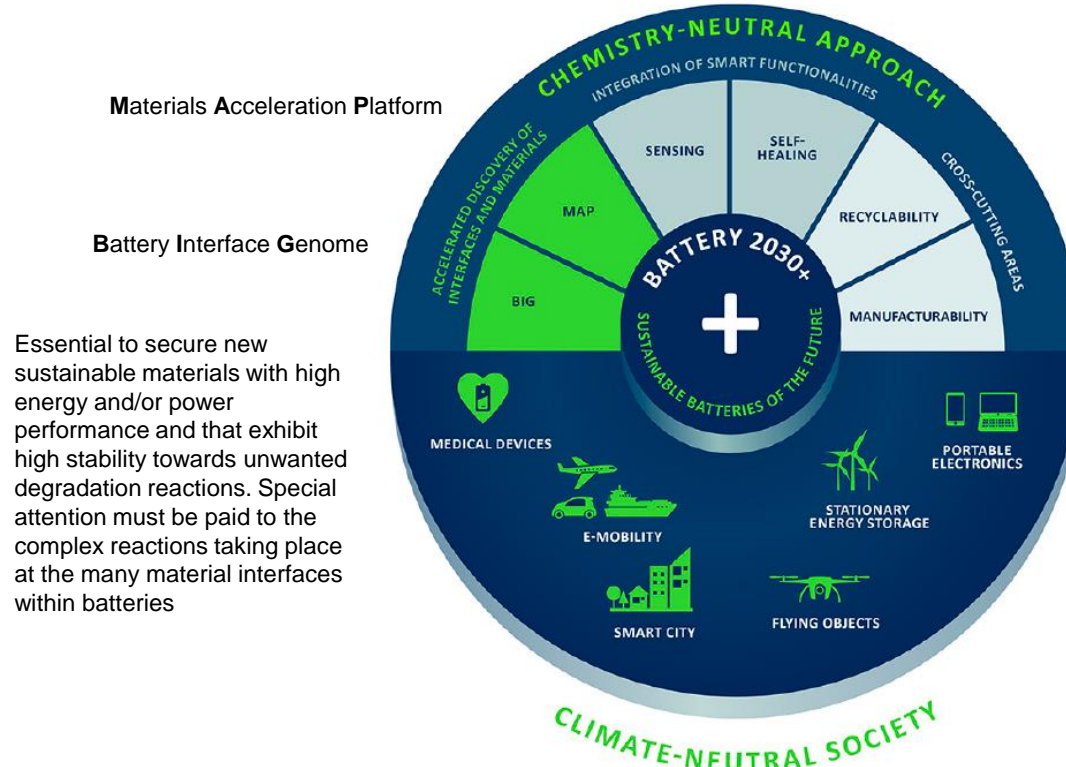 Materials Acceleration Platform
Battery Interface Genome
Essential to secure new
sustainable materials with high
energy and/or power
performance and that exhibit
high stability towards unwanted
degradation reactions. Special
attention must be paid to the
complex reactions taking place
at the many material interfaces
within batteries
CHEMISTRY-NEUTRAL APPROACH
INTEGRATION OF SMART FUNCTIONALITIES
ACCELERATED DISCOVERY OF
INTERFACES AND MATERIALS
CROSS-CUTTING AREAS
BIG
MAP
SENSING
SELF-
HEALING
RECYCLABILITY
MANUFACTURABILITY
BATTERY 2030+
+
SUSTAINABLE BATTERIES OF THE FUTURE
MEDICAL DEVICES
E-MOBILITY
SMART CITY
FLYING OBJECTS
STATIONARY
ENERGY STORAGE
PORTABLE
ELECTRONICS
CLIMATE-NEUTRAL SOCIETY